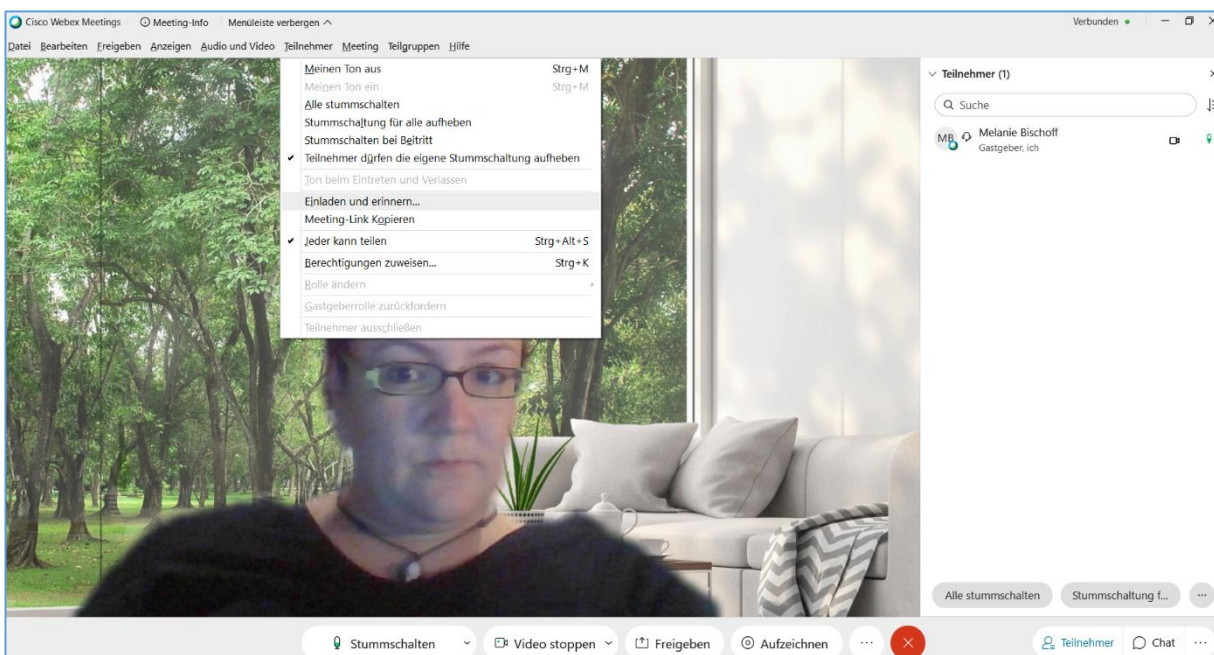 Cisco Webex Meetings Meeting-Info Menüleiste verbergen Verbunden
Datei Bearbeiten Freigeben Anzeigen Audio und Video Teilnehmer Meeting Teilgruppen Hilfe
Meinen Ton aus Strg+M
Meinen Ton ein Strg+M
Alle stummschalten
Stummschaltung für alle aufheben
Stummschalten bei Beitritt
Teilnehmer dürfen die eigene Stummschaltung aufheben
Ton beim Eintreten und Verlassen
Einladen und erinnern...
Meeting-Link Kopieren
Jeder kann teilen Strg+Alt+S
Berechtigungen zuweisen... Strg+K
Rolle ändern
Gastgeberrolle zurückfordern
Teilnehmer ausschließen
Teilnehmer (1)
Suche
MB Melanie Bischoff
Gastgeber, ich
Alle stummschalten Stummschaltung f... ...
Stummschalten Video stoppen Freigeben Aufzeichnen ... Teilnehmer Chat ...